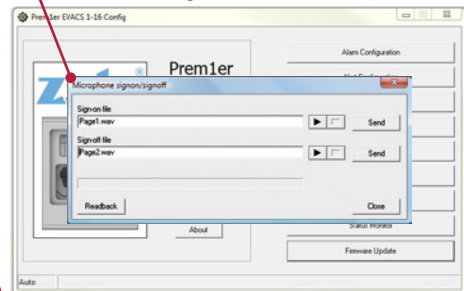 Prem1er EVACS 1-16 Config
Alarm Configuration
Prem1er
Microphone signon/signoff
Sign-on file
Page1.wav
Send
Sign-off file
Page2.wav
Send
Readback
Close
About
Status Monitor
Firmware Update
Auto